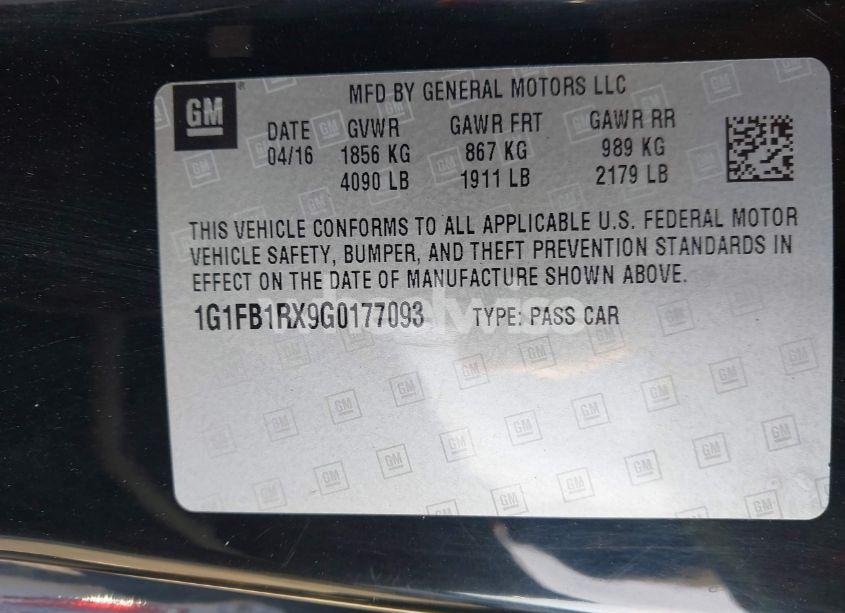 GM
MFD BY GENERAL MOTORS LLC
DATE GVWR GAWR FRT GAWR RR
04/16 1856 KG 867 KG 989 KG
4090 LB 1911 LB 2179 LB
THIS VEHICLE CONFORMS TO ALL APPLICABLE U.S. FEDERAL MOTOR
VEHICLE SAFETY, BUMPER, AND THEFT PREVENTION STANDARDS IN
EFFECT ON THE DATE OF MANUFACTURE SHOWN ABOVE.
1G1FB1RX9G0177093 TYPE: PASS CAR